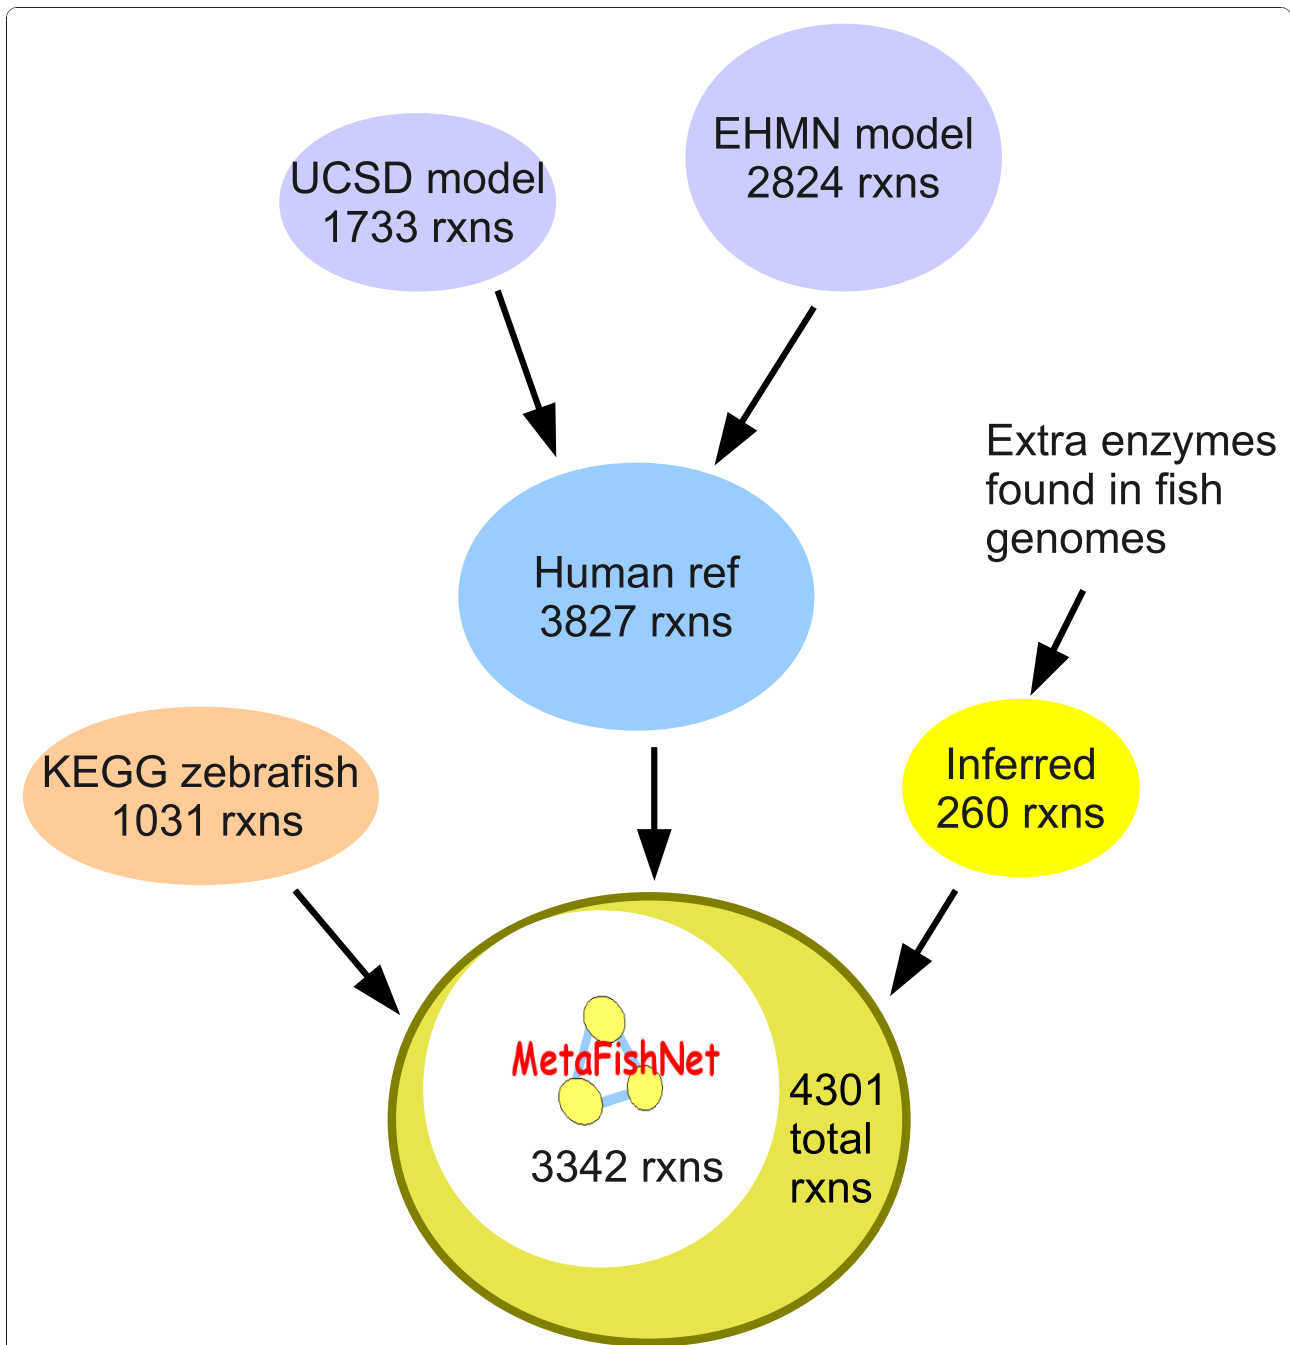 UCSD model
1733 rxns
EHMN model
2824 rxns
Extra enzymes
found in fish
genomes
Human ref
3827 rxns
KEGG zebrafish
1031 rxns
Inferred
260 rxns
MetaFishNet
3342 rxns
4301
total
rxns